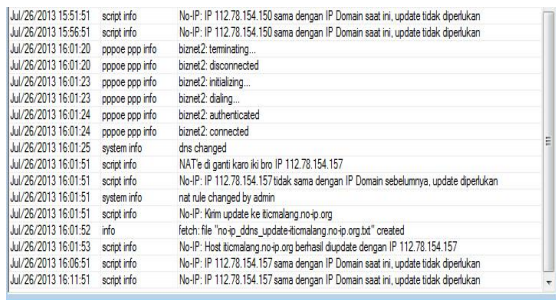 Jul/26/2013 15:51:51 script info No-IP: IP 112.78.154.150 sama dengan IP Domain saat ini, update tidak diperlukan
Jul/26/2013 15:56:51 script info No-IP: IP 112.78.154.150 sama dengan IP Domain saat ini, update tidak diperlukan
Jul/26/2013 16:01:20 pppoe ppp info biznet2: terminating...
Jul/26/2013 16:01:20 pppoe ppp info biznet2: disconnected
Jul/26/2013 16:01:23 pppoe ppp info biznet2: initializing...
Jul/26/2013 16:01:23 pppoe ppp info biznet2: dialing...
Jul/26/2013 16:01:24 pppoe ppp info biznet2: authenticated
Jul/26/2013 16:01:24 pppoe ppp info biznet2: connected
Jul/26/2013 16:01:25 system info dns changed
Jul/26/2013 16:01:51 script info NAT'e di ganti karo iki bro IP 112.78.154.157
Jul/26/2013 16:01:51 script info No-IP: IP 112.78.154.157 tidak sama dengan IP Domain sebelumnya, update diperlukan
Jul/26/2013 16:01:51 system info nat rule changed by admin
Jul/26/2013 16:01:51 script info No-IP: Kirim update ke iticmalang.no-ip.org
Jul/26/2013 16:01:52 info fetch: file "no-ip_ddns_update-iticmalang.no-ip.org.txt" created
Jul/26/2013 16:01:53 script info No-IP: Host iticmalang.no-ip.org berhasil diupdate dengan IP 112.78.154.157
Jul/26/2013 16:06:51 script info No-IP: IP 112.78.154.157 sama dengan IP Domain saat ini, update tidak diperlukan
Jul/26/2013 16:11:51 script info No-IP: IP 112.78.154.157 sama dengan IP Domain saat ini, update tidak diperlukan